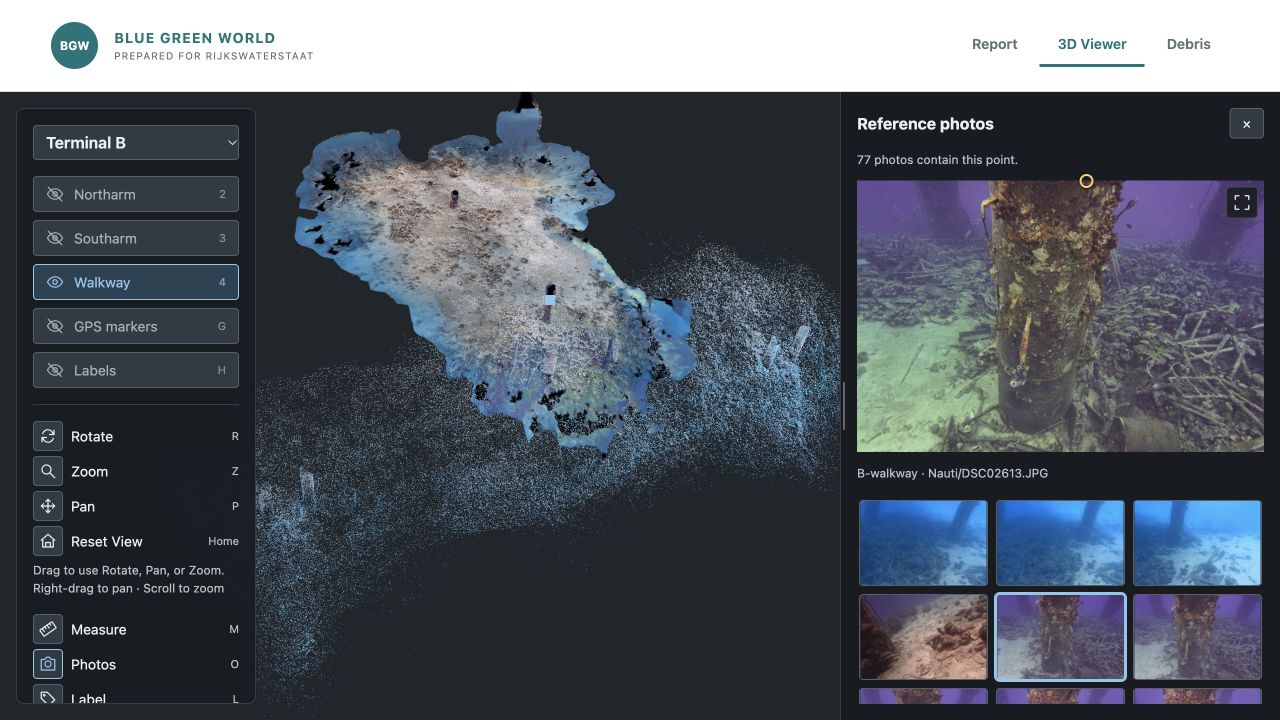 BGW
BLUE GREEN WORLD
PREPARED FOR RIJKSWATERSTAAT
Report
3D Viewer
Debris
Terminal B
Northarm 2
Southarm 3
Walkway 4
GPS markers G
Labels H
Rotate R
Zoom Z
Pan P
Reset View Home
Drag to use Rotate, Pan, or Zoom.
Right-drag to pan · Scroll to zoom
Measure M
Photos O
Label L
Reference photos
×
77 photos contain this point.
B-walkway · Nauti/DSC02613.JPG